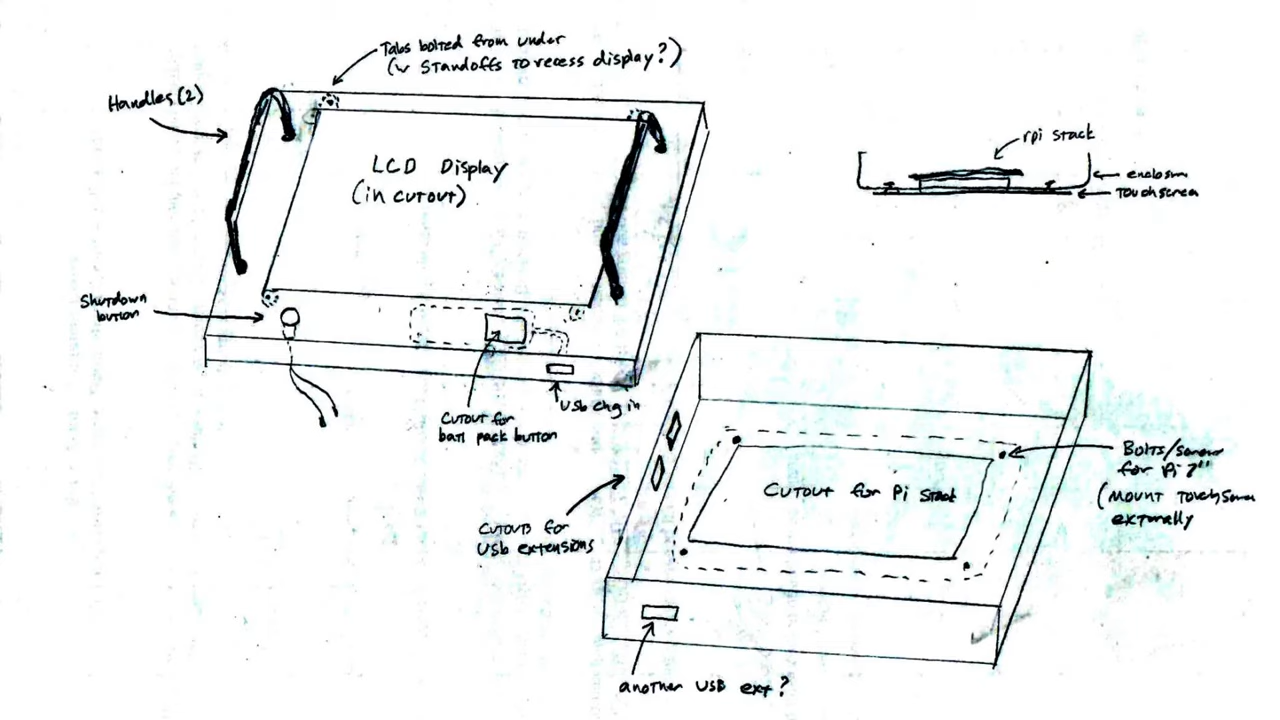 Tabs bolted from under
(w Standoffs to recess display?)
Handles (2)
LCD Display
(in cutout)
rpi stack
enclosure
Touchscreen
Shutdown
button
Cutout for
batt pack button
Usb chg in
Cutouts for
Usb extensions
Cutout for Pi stack
Bolts/screws
for Pi 7"
(Mount Touchscreen
externally
another USB ext?